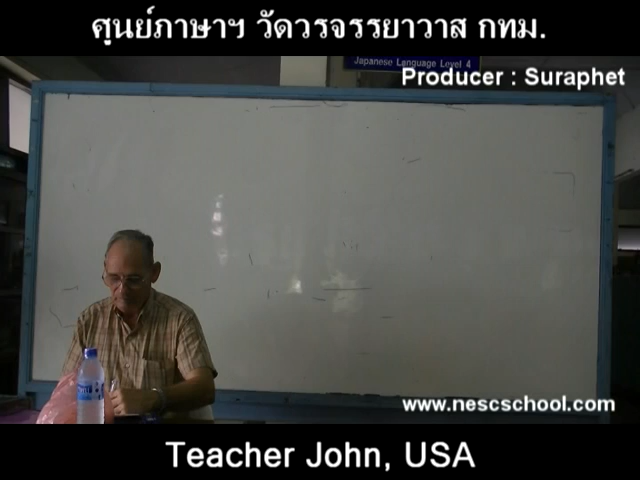 ศูนย์ภาษาฯ วัดวรจรรยาวาส กทม.
Japanese Language Level 4
Producer : Suraphet
www.nescschool.com
Teacher John, USA